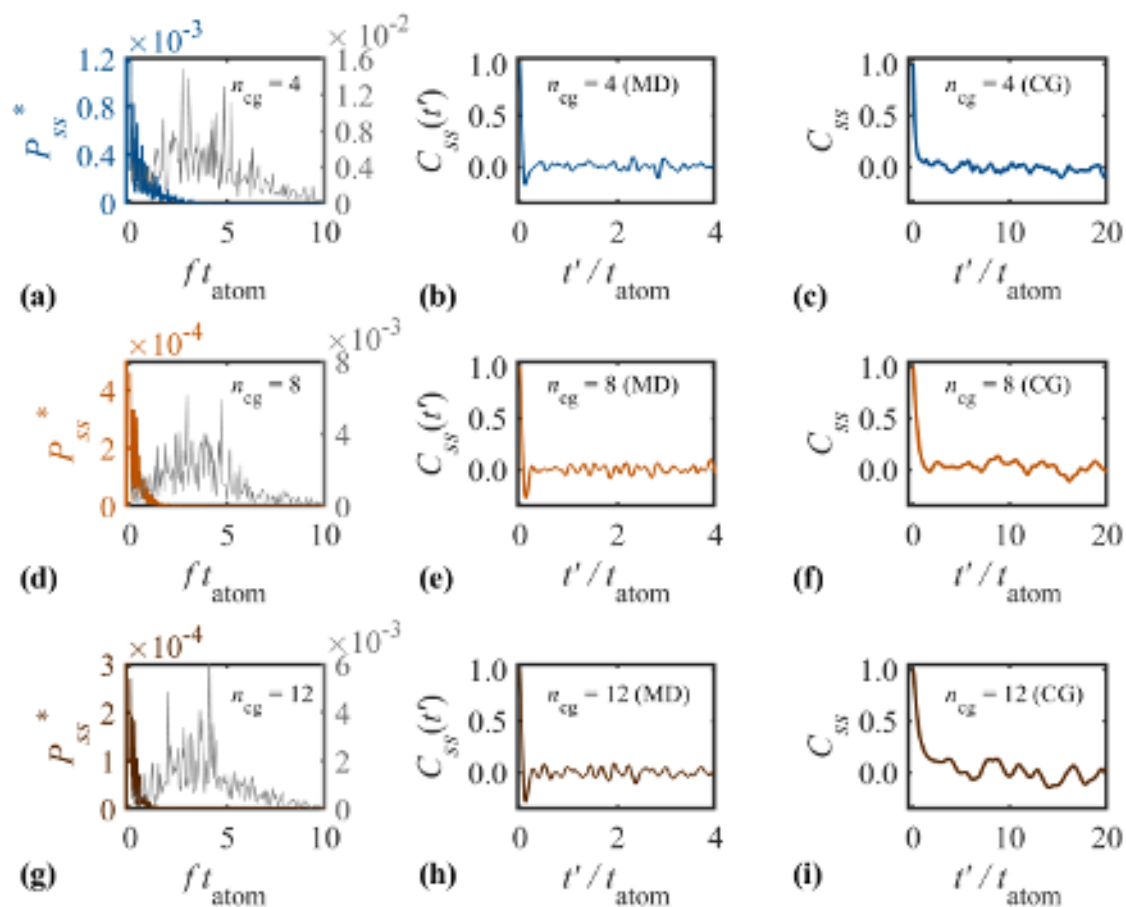 ×10⁻³
×10⁻²
P*ss
1.2
0.8
0.4
0
1.6
1.2
0.8
0.4
0
n_cg = 4
0 5 10
f t_atom
(a)
C_ss(t')
1.0
0.5
0.0
n_cg = 4 (MD)
0 2 4
t' / t_atom
(b)
C_ss
1.0
0.5
0.0
n_cg = 4 (CG)
0 10 20
t' / t_atom
(c)
×10⁻⁴
×10⁻³
P*ss
4
2
0
8
4
0
n_cg = 8
0 5 10
f t_atom
(d)
C_ss(t')
1.0
0.5
0.0
n_cg = 8 (MD)
0 2 4
t' / t_atom
(e)
C_ss
1.0
0.5
0.0
n_cg = 8 (CG)
0 10 20
t' / t_atom
(f)
×10⁻⁴
×10⁻³
P*ss
3
2
1
0
6
4
2
0
n_cg = 12
0 5 10
f t_atom
(g)
C_ss(t')
1.0
0.5
0.0
n_cg = 12 (MD)
0 2 4
t' / t_atom
(h)
C_ss
1.0
0.5
0.0
n_cg = 12 (CG)
0 10 20
t' / t_atom
(i)